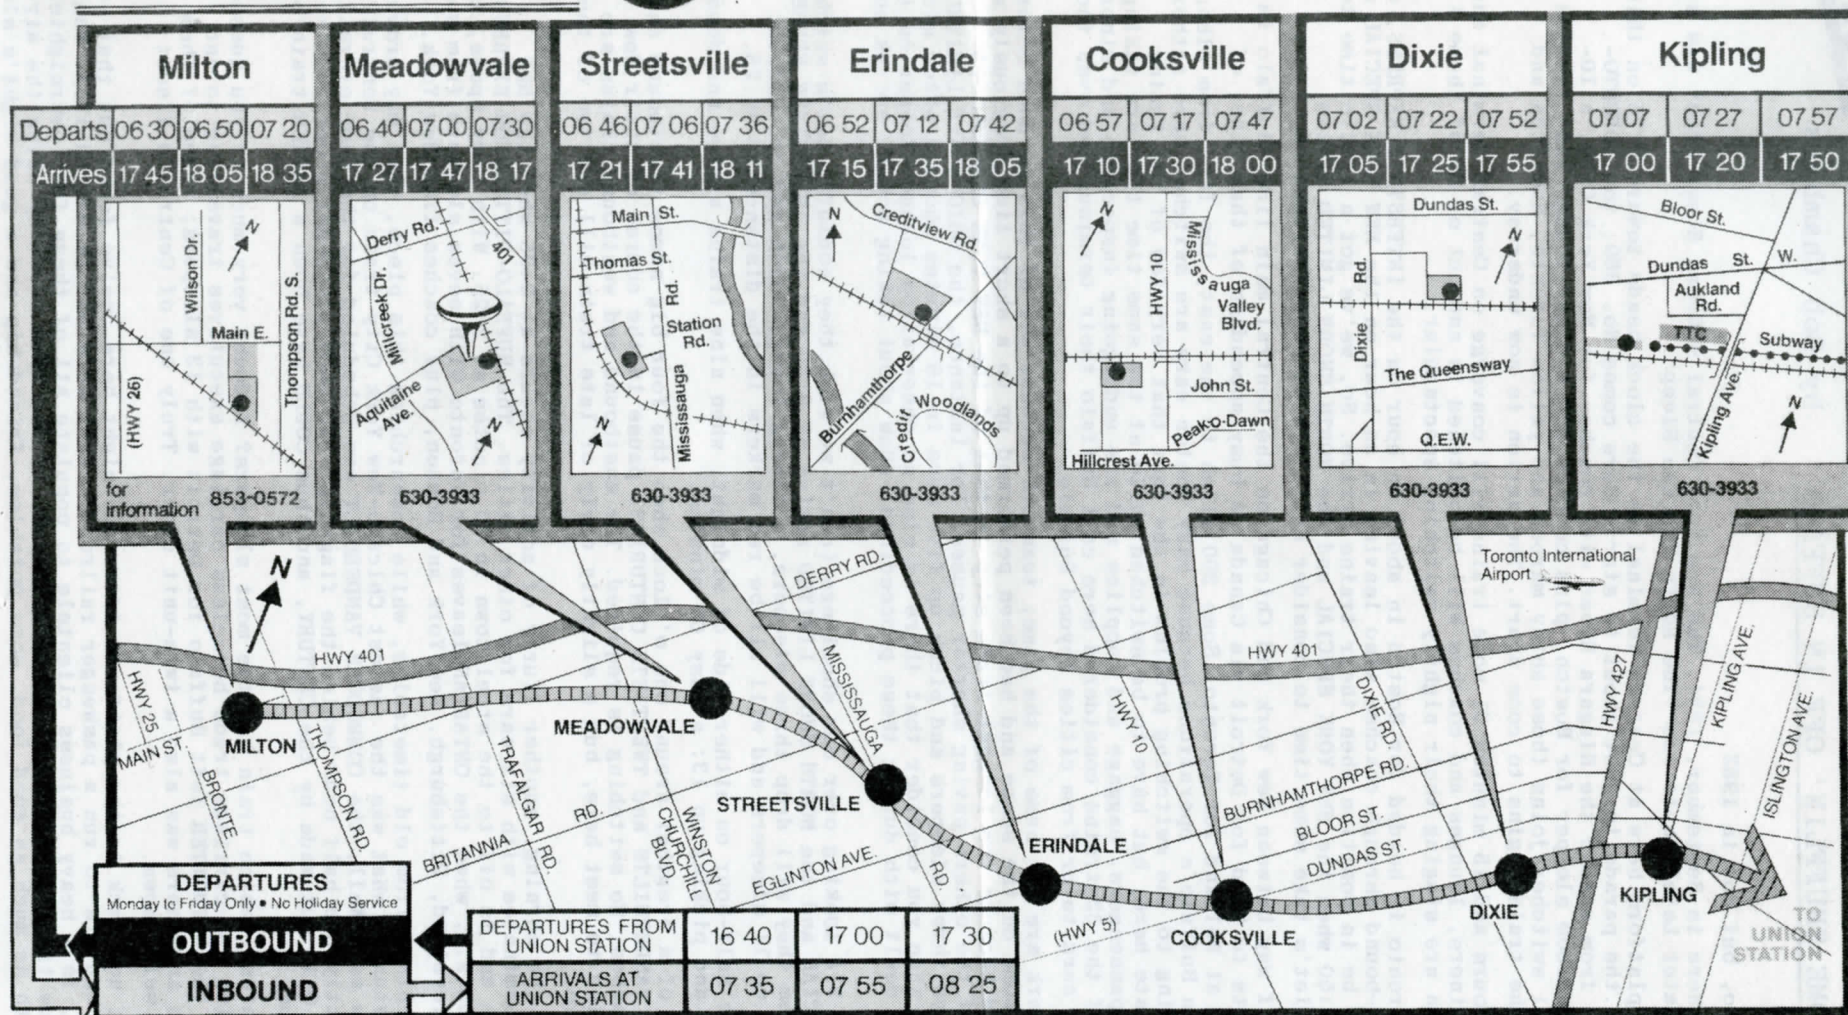 Milton
Meadowvale
Streetsville
Erindale
Cooksville
Dixie
Kipling
Departs 06 30 06 50 07 20 06 40 07 00 07 30 06 46 07 06 07 36 06 52 07 12 07 42 06 57 07 17 07 47 07 02 07 22 07 52 07 07 07 27 07 57
Arrives 17 45 18 05 18 35 17 27 17 47 18 17 17 21 17 41 18 11 17 15 17 35 18 05 17 10 17 30 18 00 17 05 17 25 17 55 17 00 17 20 17 50
Wilson Dr.
N
Main E.
Thompson Rd. S.
(HWY 26)
for
information 853-0572
Derry Rd.
401
Millcreek Dr.
Aquitaine
Ave.
N
630-3933
Main St.
Thomas St.
Rd.
Station
Rd.
Mississauga
N
630-3933
N
Creditview Rd.
Burnhamthorpe
Credit Woodlands
630-3933
N
HWY 10
Mississauga
Valley
Blvd.
John St.
Peak-o-Dawn
Hillcrest Ave.
630-3933
Dundas St.
Rd.
N
Dixie
The Queensway
Q.E.W.
630-3933
Bloor St.
Dundas St. W.
Aukland
Rd.
TTC
Subway
Kipling Ave.
N
630-3933
N
DERRY RD.
Toronto International
Airport
HWY 401
HWY 401
HWY 25
MAIN ST.
MILTON
BRONTE
THOMPSON RD.
MEADOWVALE
TRAFALGAR
RD.
BRITANNIA RD.
WINSTON
CHURCHILL
BLVD.
MISSISSAUGA
RD.
STREETSVILLE
EGLINTON AVE.
ERINDALE
HWY 10
DIXIE RD.
BURNHAMTHORPE RD.
BLOOR ST.
DUNDAS ST.
(HWY 5)
COOKSVILLE
DIXIE
HWY 427
KIPLING
KIPLING AVE.
ISLINGTON AVE.
TO
UNION
STATION
DEPARTURES
Monday to Friday Only • No Holiday Service
OUTBOUND
INBOUND
DEPARTURES FROM
UNION STATION 16 40 17 00 17 30
ARRIVALS AT
UNION STATION 07 35 07 55 08 25